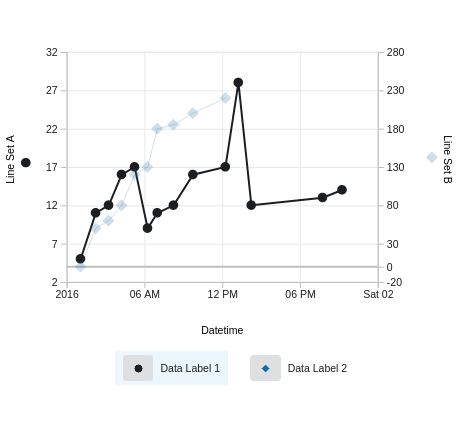 32
27
22
17
12
7
2
Line Set A
280
230
180
130
80
30
0
-20
Line Set B
2016
06 AM
12 PM
06 PM
Sat 02
Datetime
Data Label 1
Data Label 2